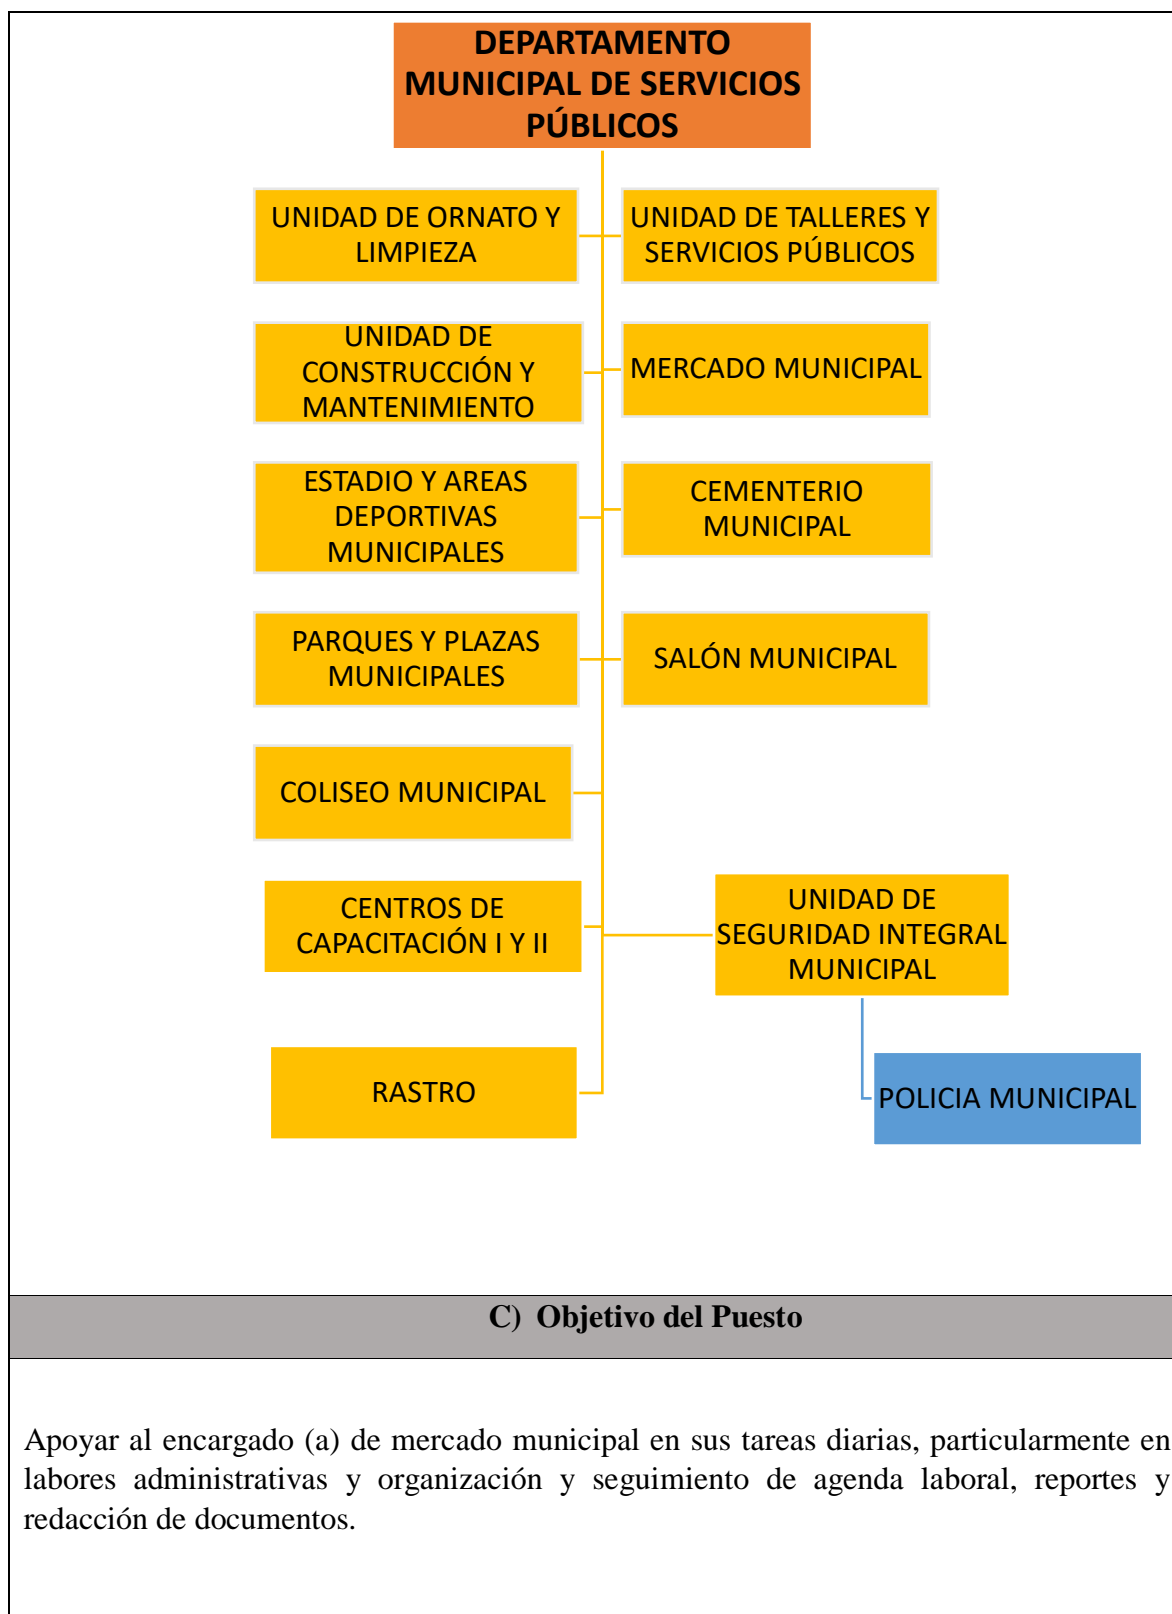 DEPARTAMENTO
MUNICIPAL DE SERVICIOS
PÚBLICOS
UNIDAD DE ORNATO Y
LIMPIEZA
UNIDAD DE TALLERES Y
SERVICIOS PÚBLICOS
UNIDAD DE
CONSTRUCCIÓN Y
MANTENIMIENTO
MERCADO MUNICIPAL
ESTADIO Y AREAS
DEPORTIVAS
MUNICIPALES
CEMENTERIO
MUNICIPAL
PARQUES Y PLAZAS
MUNICIPALES
SALÓN MUNICIPAL
COLISEO MUNICIPAL
CENTROS DE
CAPACITACIÓN I Y II
UNIDAD DE
SEGURIDAD INTEGRAL
MUNICIPAL
RASTRO
POLICIA MUNICIPAL
C) Objetivo del Puesto
Apoyar al encargado (a) de mercado municipal en sus tareas diarias, particularmente en
labores administrativas y organización y seguimiento de agenda laboral, reportes y
redacción de documentos.